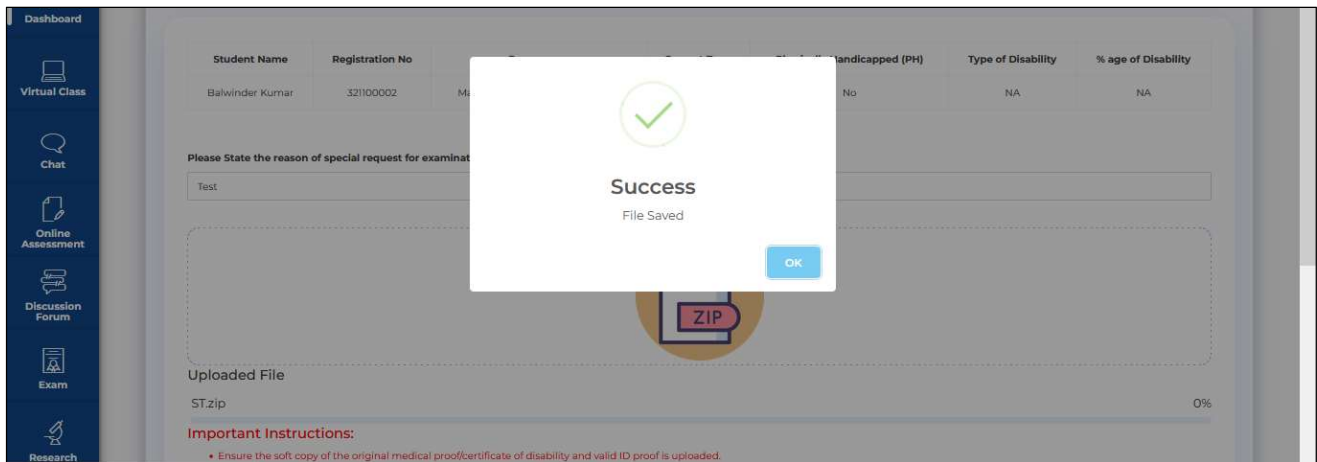 Dashboard
Virtual Class
Chat
Online
Assessment
Discussion
Forum
Exam
Research
Student Name Registration No Handicapped (PH) Type of Disability % age of Disability
Balwinder Kumar 321100002 No NA NA
Please State the reason of special request for
Test
Success
File Saved
OK
ZIP
Uploaded File
ST.zip 0%
Important Instructions:
• Ensure the soft copy of the original medical proof/certificate of disability and valid ID proof is uploaded.